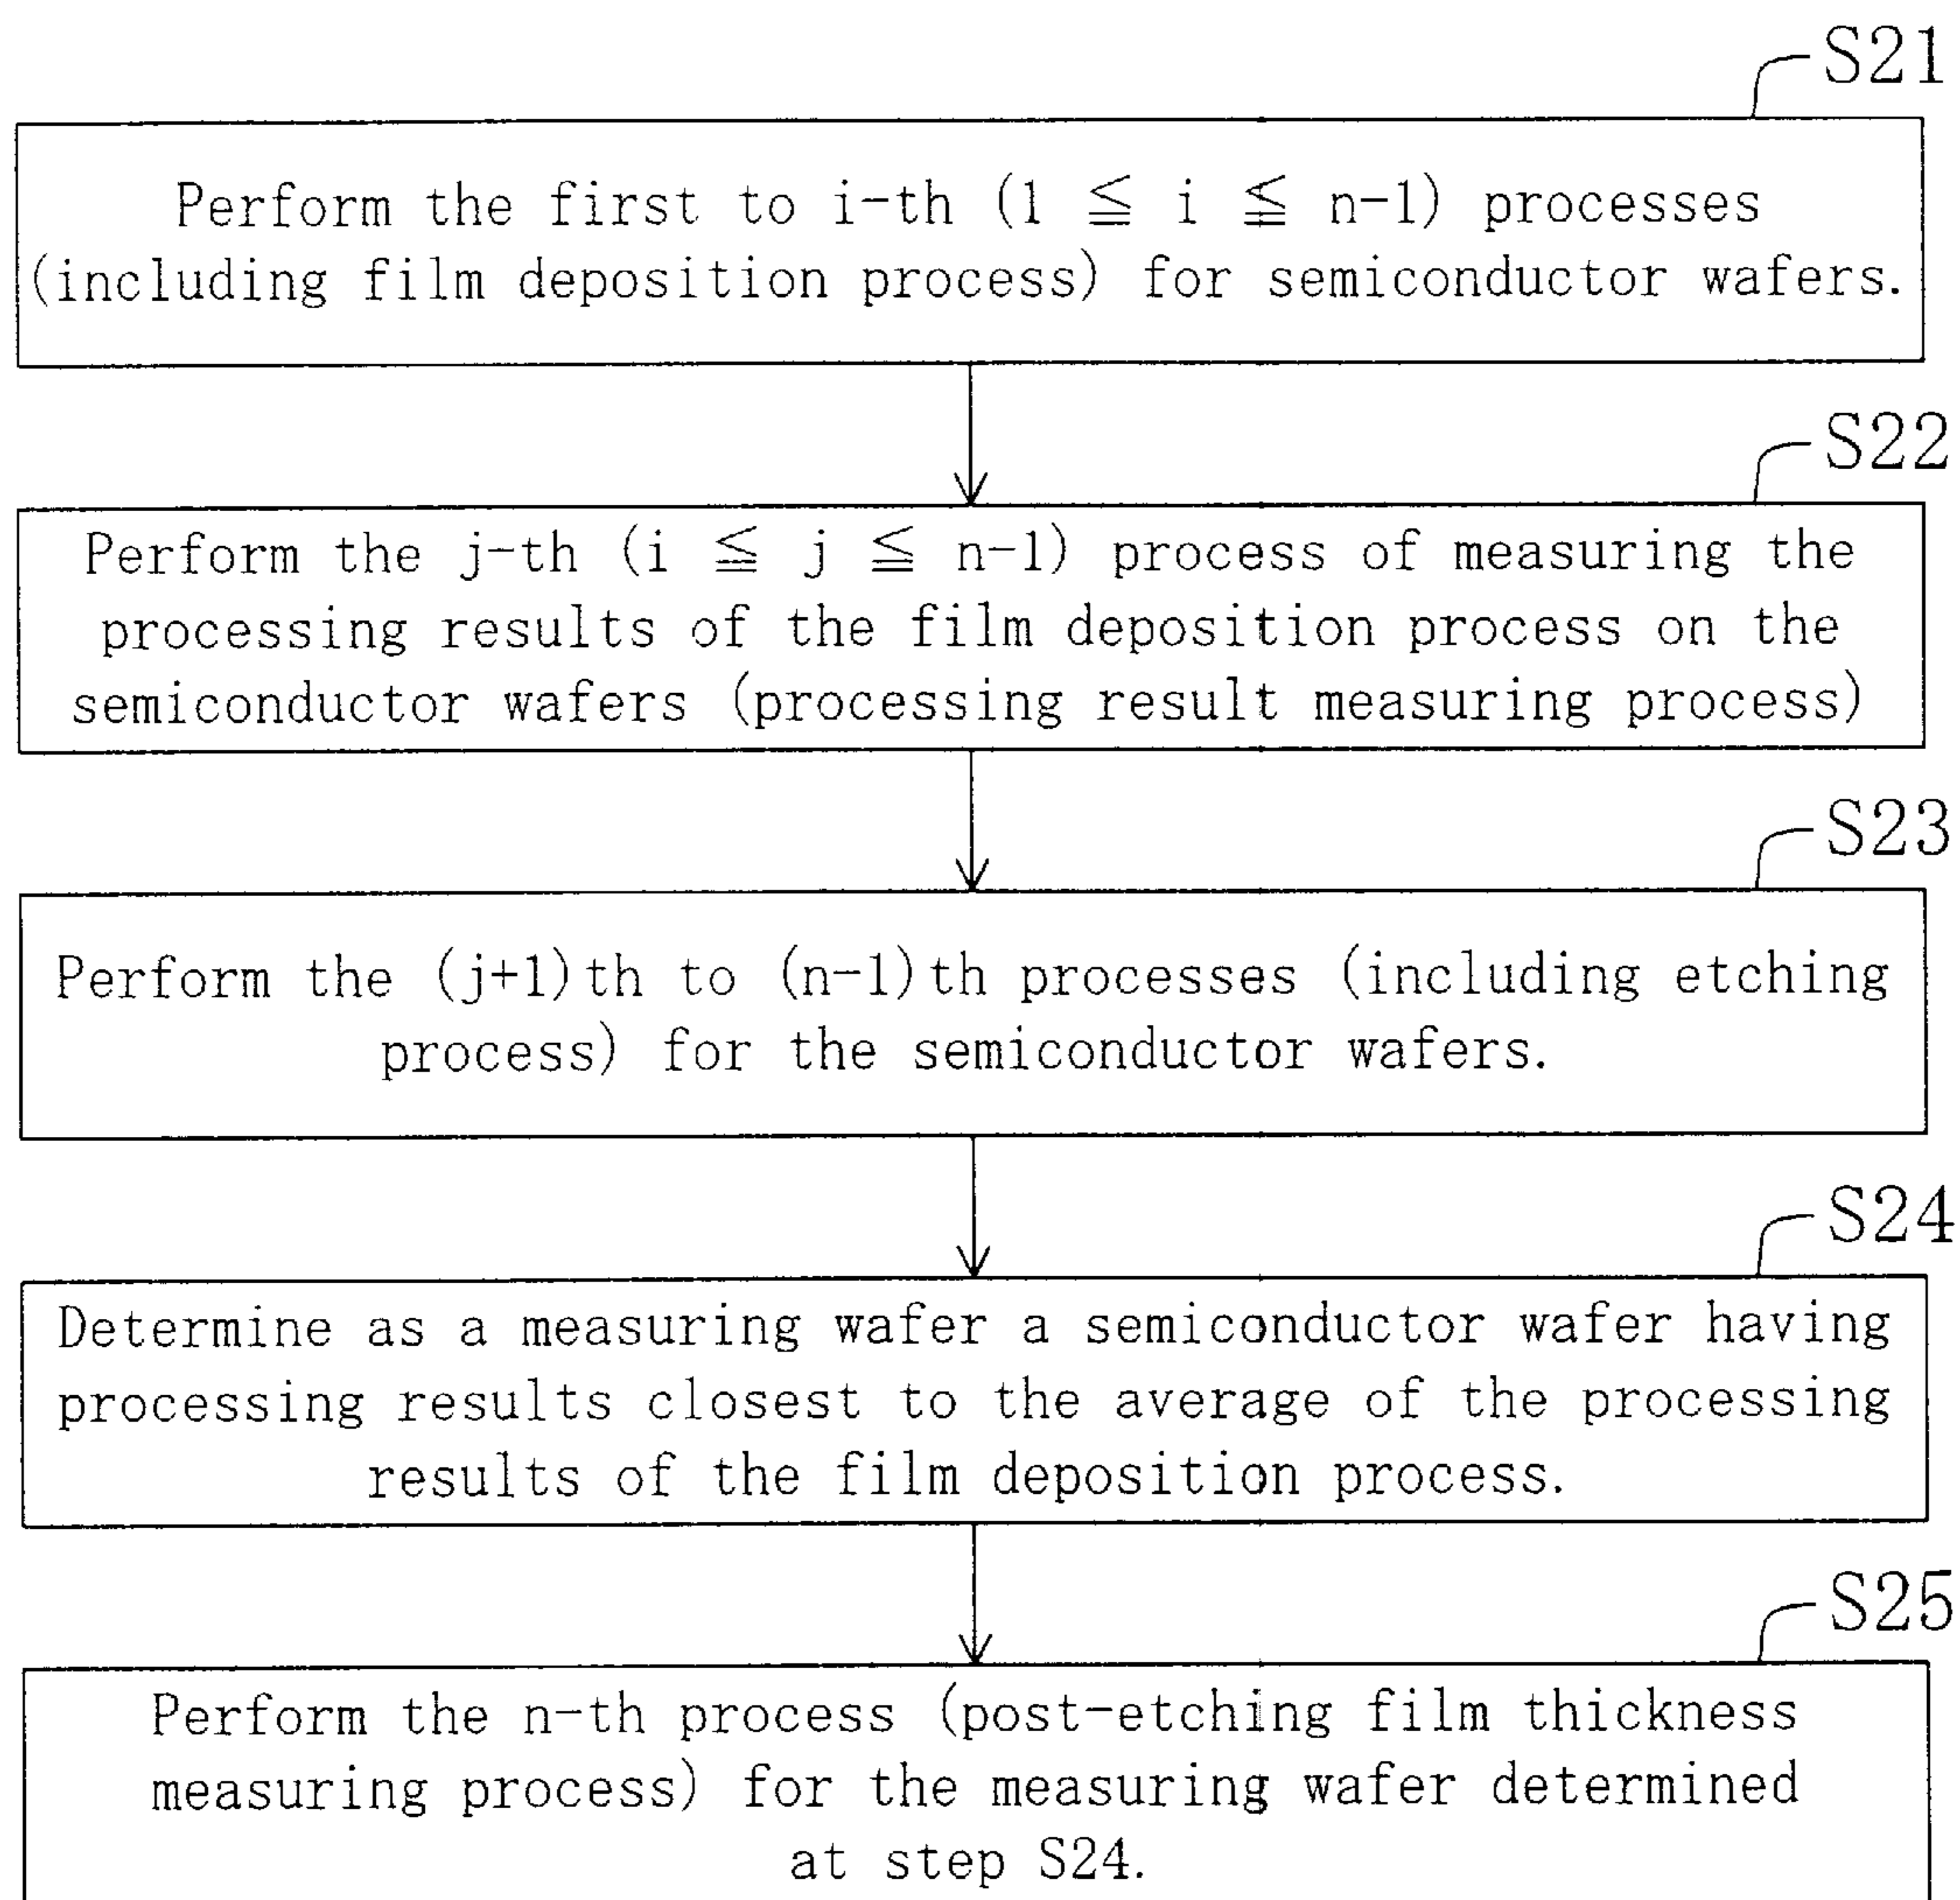 S21
Perform the first to i-th (1 ≦ i ≦ n-1) processes
(including film deposition process) for semiconductor wafers.
S22
Perform the j-th (i ≦ j ≦ n-1) process of measuring the
processing results of the film deposition process on the
semiconductor wafers (processing result measuring process)
S23
Perform the (j+1)th to (n-1)th processes (including etching
process) for the semiconductor wafers.
S24
Determine as a measuring wafer a semiconductor wafer having
processing results closest to the average of the processing
results of the film deposition process.
S25
Perform the n-th process (post-etching film thickness
measuring process) for the measuring wafer determined
at step S24.